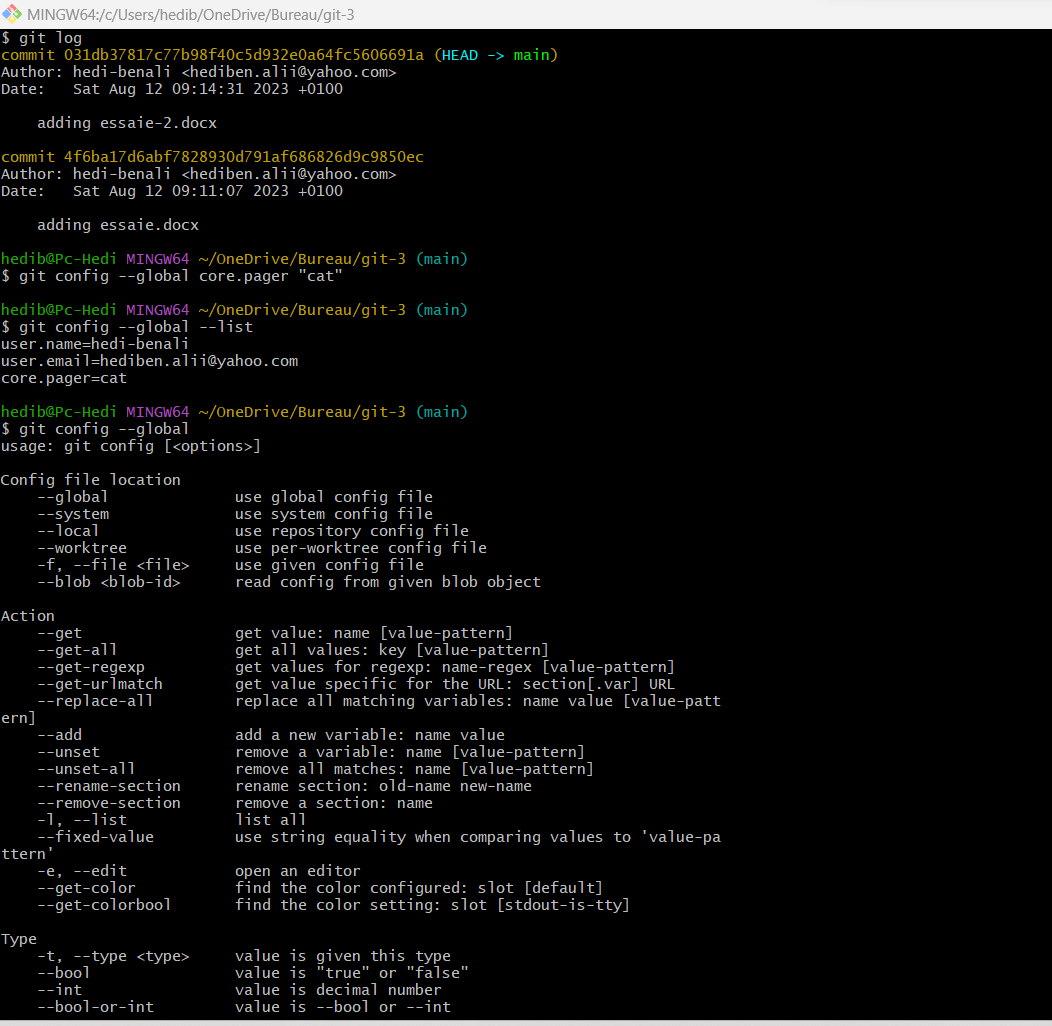 MINGW64:/c/Users/hedib/OneDrive/Bureau/git-3
$ git log
commit 031db37817c77b98f40c5d932e0a64fc5606691a (HEAD -> main)
Author: hedi-benali <hediben.alii@yahoo.com>
Date:   Sat Aug 12 09:14:31 2023 +0100
    adding essaie-2.docx
commit 4f6ba17d6abf7828930d791af686826d9c9850ec
Author: hedi-benali <hediben.alii@yahoo.com>
Date:   Sat Aug 12 09:11:07 2023 +0100
    adding essaie.docx
hedib@Pc-Hedi MINGW64 ~/OneDrive/Bureau/git-3 (main)
$ git config --global core.pager "cat"
hedib@Pc-Hedi MINGW64 ~/OneDrive/Bureau/git-3 (main)
$ git config --global --list
user.name=hedi-benali
user.email=hediben.alii@yahoo.com
core.pager=cat
hedib@Pc-Hedi MINGW64 ~/OneDrive/Bureau/git-3 (main)
$ git config --global
usage: git config [<options>]
Config file location
    --global              use global config file
    --system              use system config file
    --local               use repository config file
    --worktree            use per-worktree config file
    -f, --file <file>     use given config file
    --blob <blob-id>      read config from given blob object
Action
    --get                 get value: name [value-pattern]
    --get-all             get all values: key [value-pattern]
    --get-regexp          get values for regexp: name-regex [value-pattern]
    --get-urlmatch        get value specific for the URL: section[.var] URL
    --replace-all         replace all matching variables: name value [value-patt
ern]
    --add                 add a new variable: name value
    --unset               remove a variable: name [value-pattern]
    --unset-all           remove all matches: name [value-pattern]
    --rename-section      rename section: old-name new-name
    --remove-section      remove a section: name
    -l, --list            list all
    --fixed-value         use string equality when comparing values to 'value-pa
ttern'
    -e, --edit            open an editor
    --get-color           find the color configured: slot [default]
    --get-colorbool       find the color setting: slot [stdout-is-tty]
Type
    -t, --type <type>     value is given this type
    --bool                value is "true" or "false"
    --int                 value is decimal number
    --bool-or-int         value is --bool or --int